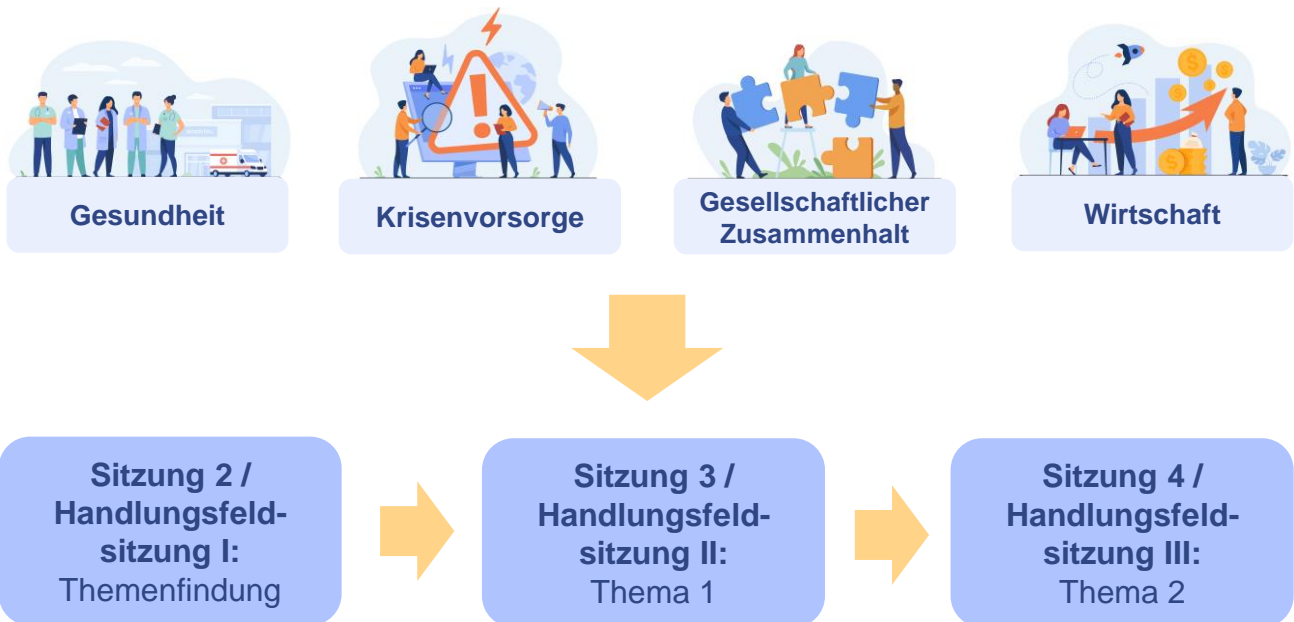 Gesundheit
Krisenvorsorge
Gesellschaftlicher
Zusammenhalt
Wirtschaft
Sitzung 2 /
Handlungsfeld-
sitzung I:
Themenfindung
Sitzung 3 /
Handlungsfeld-
sitzung II:
Thema 1
Sitzung 4 /
Handlungsfeld-
sitzung III:
Thema 2